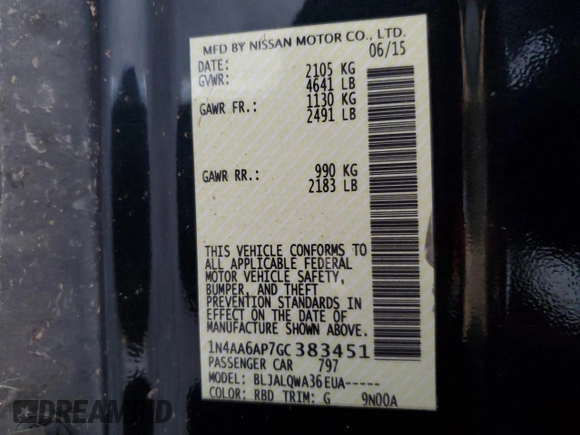 MFD BY NISSAN MOTOR CO., LTD.
DATE: 06/15
GVWR: 2105 KG
4641 LB
GAWR FR.: 1130 KG
2491 LB
GAWR RR.: 990 KG
2183 LB
THIS VEHICLE CONFORMS TO
ALL APPLICABLE FEDERAL
MOTOR VEHICLE SAFETY,
BUMPER, AND THEFT
PREVENTION STANDARDS IN
EFFECT ON THE DATE OF
MANUFACTURE SHOWN ABOVE.
1N4AA6AP7GC383451
PASSENGER CAR 797
MODEL: BLJALQWA36EUA-----
COLOR: RBD TRIM: G 9N00A
DREAMBID